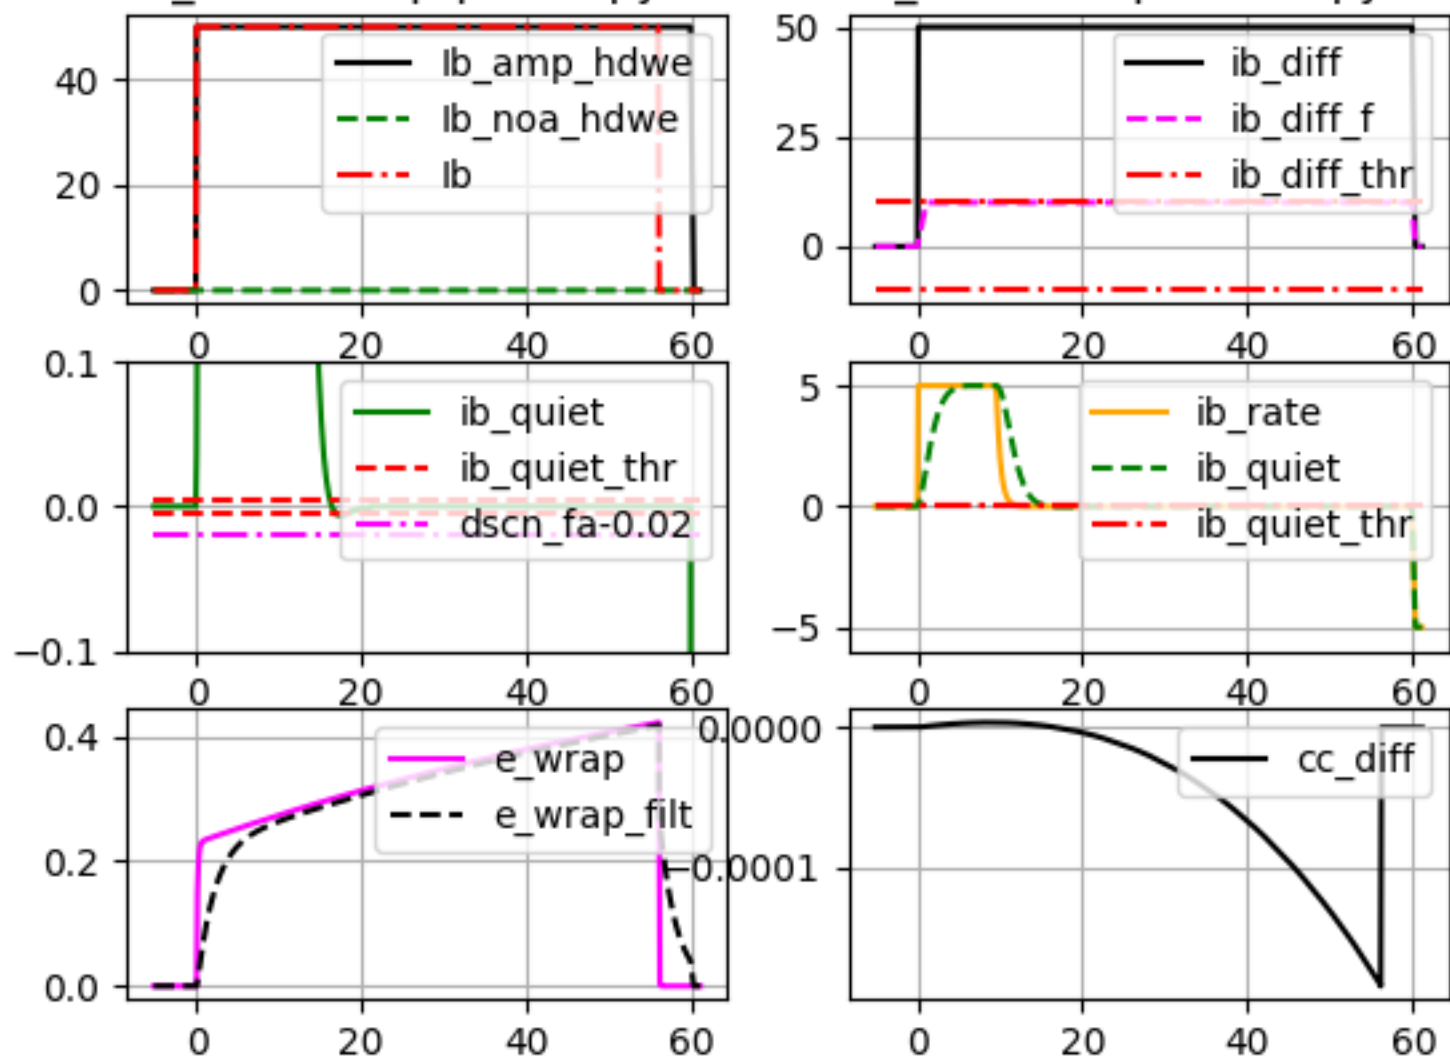 50
40
Ib_amp_hdwe
ib_diff
Ib_noa_hdwe
25
ib_diff_f
20
Ib
ib_diff_thr
0
0
0 20 40 60
0 20 40 60
0.1
ib_quiet
5
ib_rate
ib_quiet_thr
ib_quiet
0.0
dscn_fa-0.02
0
ib_quiet_thr
−0.1
−5
0 20 40 60
0 20 40 60
0.4
e_wrap
0.0000
cc_diff
e_wrap_filt
0.2
−0.0001
0.0
0 20 40 60
0 20 40 60